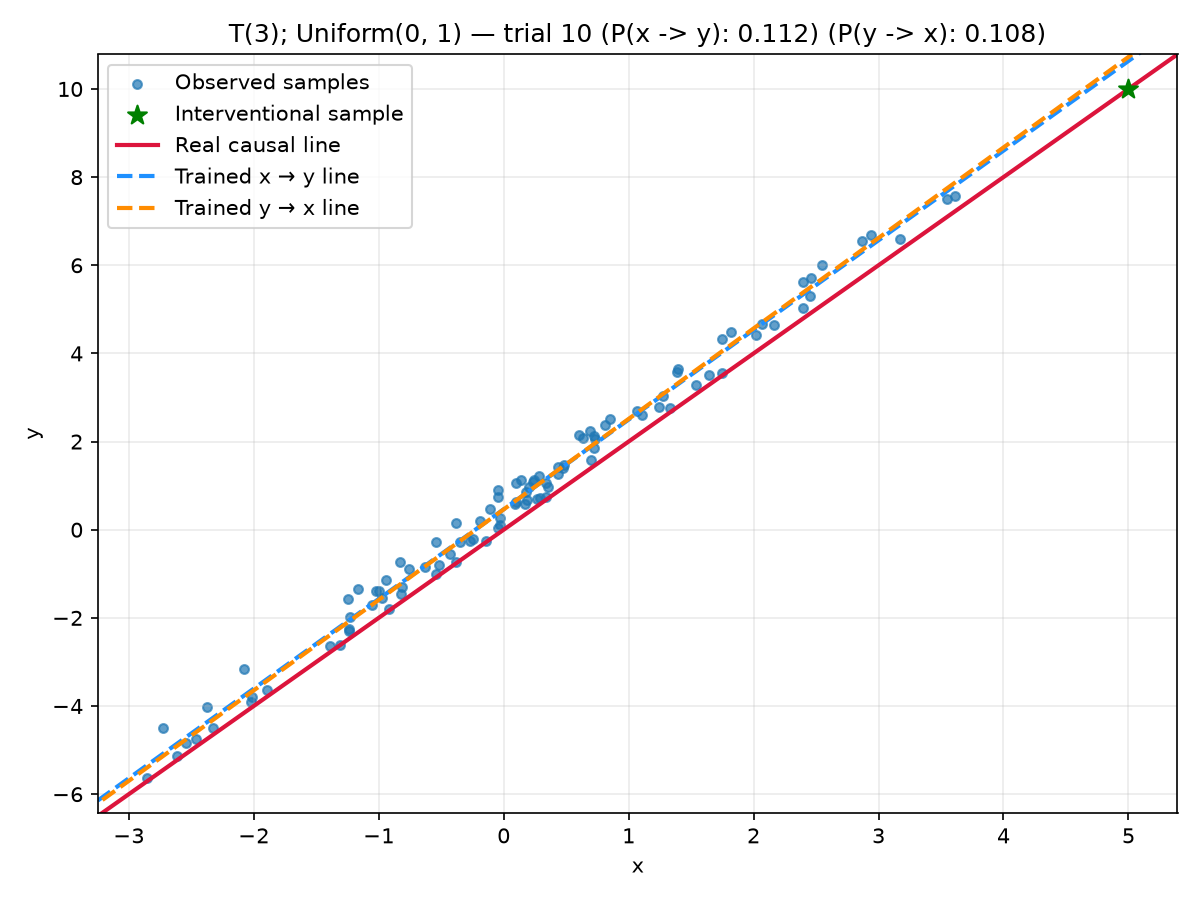 T(3); Uniform(0, 1) — trial 10 (P(x -> y): 0.112) (P(y -> x): 0.108)
Observed samples
Interventional sample
Real causal line
Trained x → y line
Trained y → x line
10
8
6
4
2
0
−2
−4
−6
y
−3 −2 −1 0 1 2 3 4 5
x